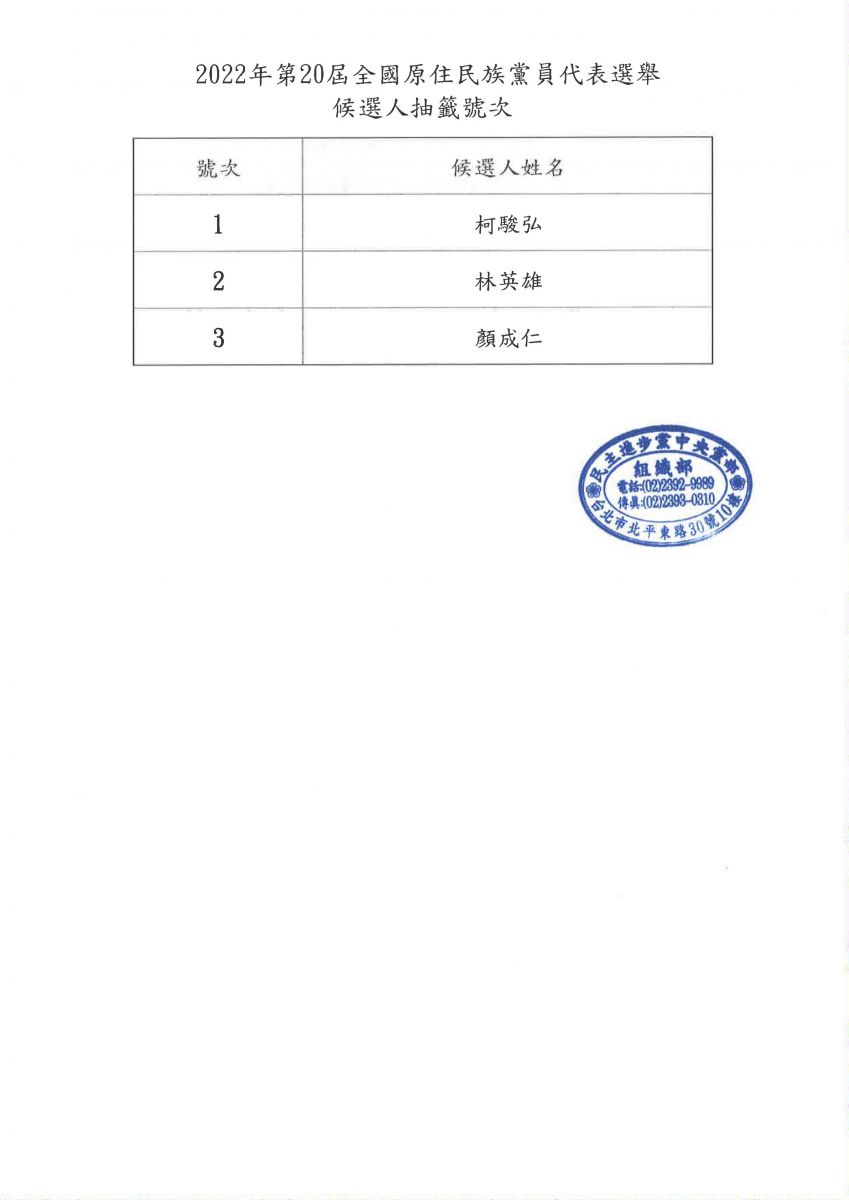 2022年第20屆全國原住民族黨員代表選舉
候選人抽籤號次
號次 候選人姓名
1 柯駿弘
2 林英雄
3 顏成仁
民主進步黨中央黨部
組織部
電話:(02)2392-9989
傳真:(02)2393-0310
台北市北平東路30號10樓